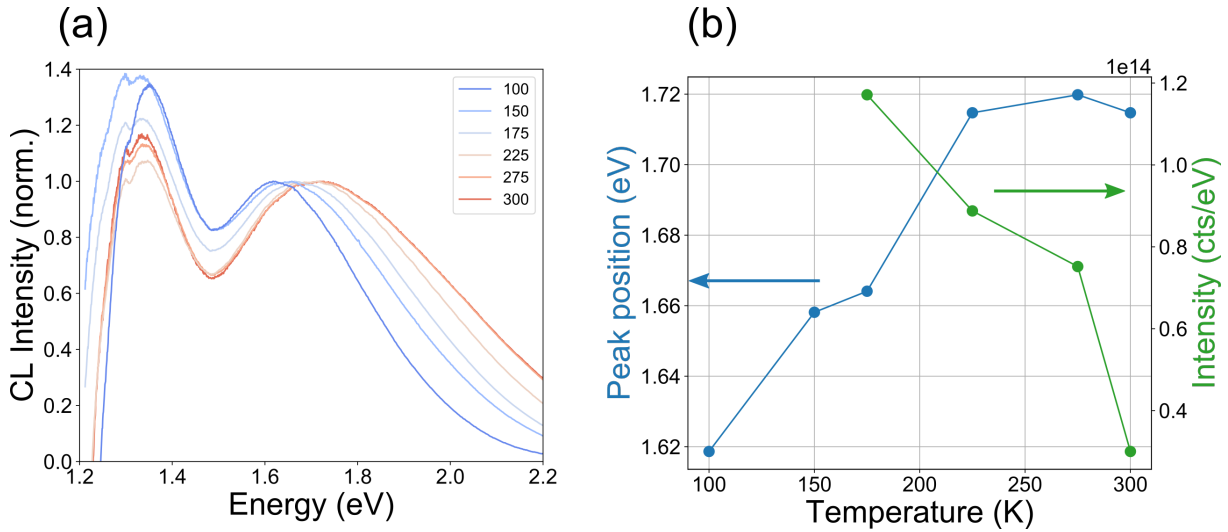 (a)
CL Intensity (norm.)
1.4
1.2
1.0
0.8
0.6
0.4
0.2
0.0
1.2 1.4 1.6 1.8 2.0 2.2
Energy (eV)
100
150
175
225
275
300
(b)
Peak position (eV)
1.72
1.70
1.68
1.66
1.64
1.62
100 150 200 250 300
Temperature (K)
1e14
1.2
1.0
0.8
0.6
0.4
Intensity (cts/eV)